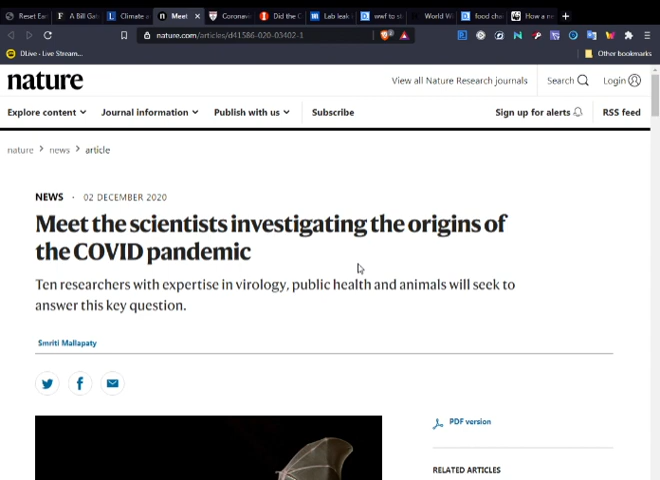 Reset Ear
A Bill Gat
Climate a
Meet
Coronav
Did the C
Lab leak
wwf to st
World W
food cha
How a ne
nature.com/articles/d41586-020-03402-1
DLive - Live Stream...
Other bookmarks
nature
View all Nature Research journals
Search
Login
Explore content
Journal information
Publish with us
Subscribe
Sign up for alerts
RSS feed
nature > news > article
NEWS · 02 DECEMBER 2020
Meet the scientists investigating the origins of
the COVID pandemic
Ten researchers with expertise in virology, public health and animals will seek to
answer this key question.
Smriti Mallapaty
PDF version
RELATED ARTICLES